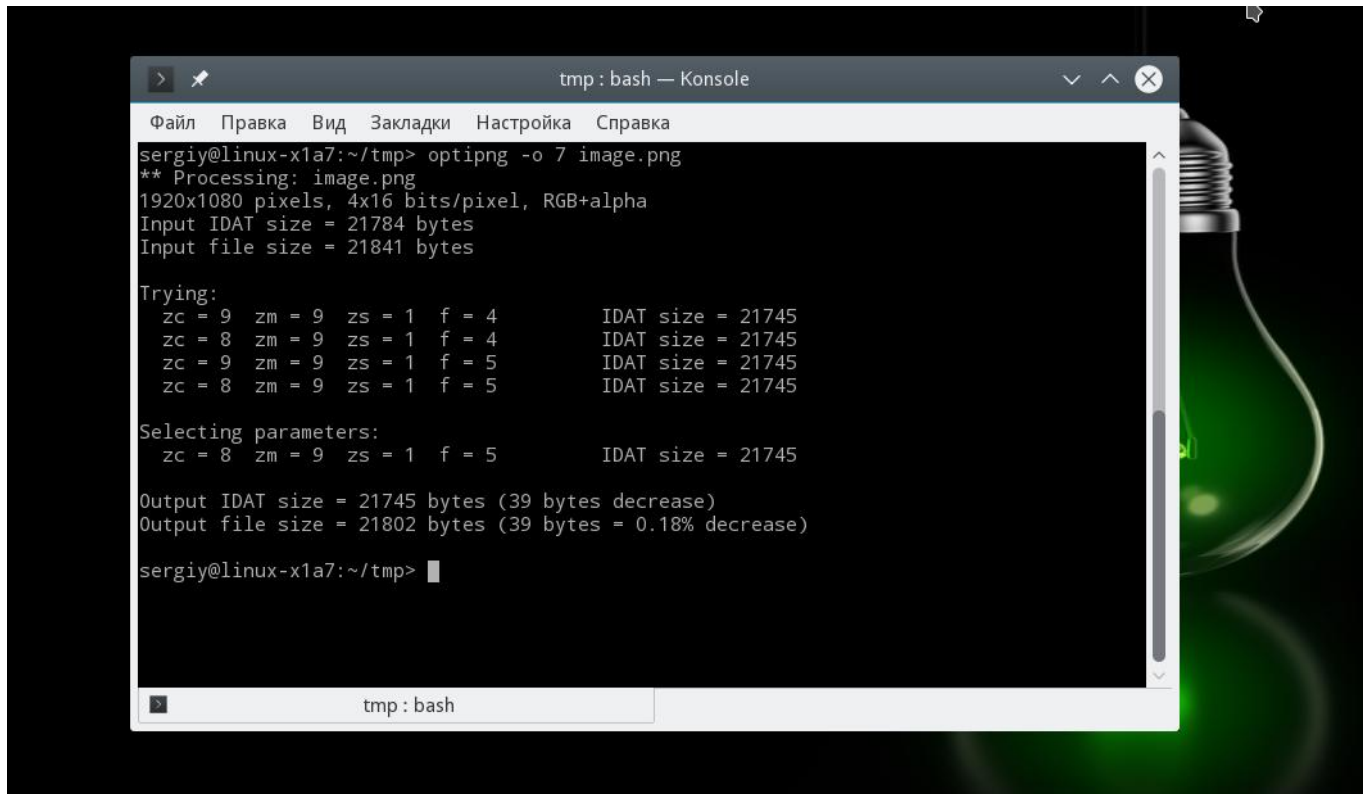 tmp : bash — Konsole
Файл Правка Вид Закладки Настройка Справка
sergiy@linux-x1a7:~/tmp> optipng -o 7 image.png
** Processing: image.png
1920x1080 pixels, 4x16 bits/pixel, RGB+alpha
Input IDAT size = 21784 bytes
Input file size = 21841 bytes
Trying:
zc = 9 zm = 9 zs = 1 f = 4 IDAT size = 21745
zc = 8 zm = 9 zs = 1 f = 4 IDAT size = 21745
zc = 9 zm = 9 zs = 1 f = 5 IDAT size = 21745
zc = 8 zm = 9 zs = 1 f = 5 IDAT size = 21745
Selecting parameters:
zc = 8 zm = 9 zs = 1 f = 5 IDAT size = 21745
Output IDAT size = 21745 bytes (39 bytes decrease)
Output file size = 21802 bytes (39 bytes = 0.18% decrease)
sergiy@linux-x1a7:~/tmp>
tmp : bash